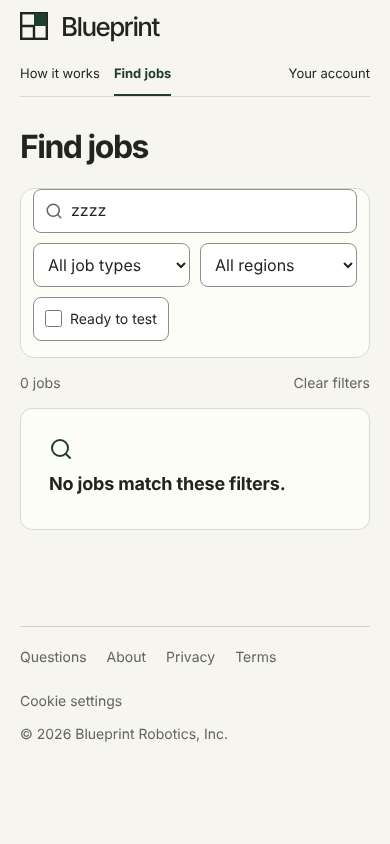 Blueprint
How it works Find jobs Your account
Find jobs
zzzz
All job types All regions
Ready to test
0 jobs Clear filters
No jobs match these filters.
Questions About Privacy Terms
Cookie settings
© 2026 Blueprint Robotics, Inc.